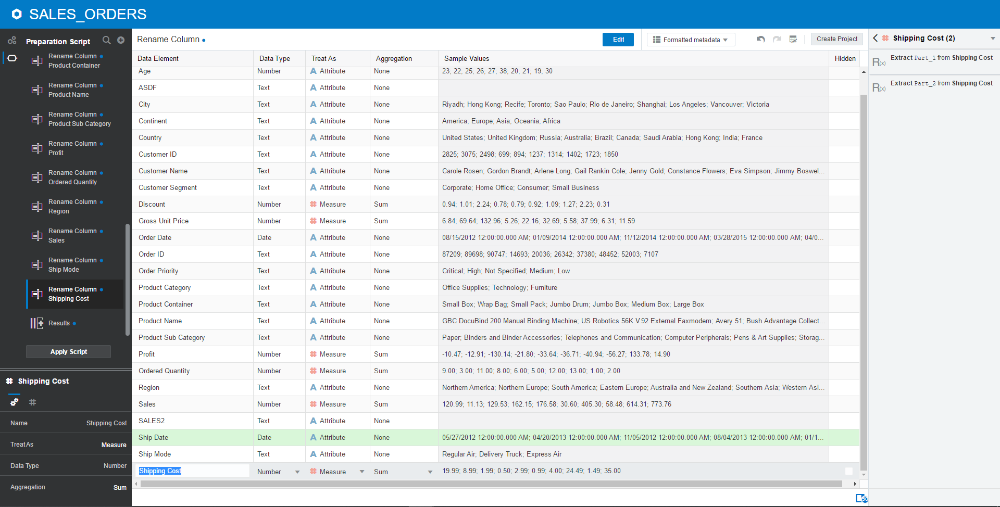 SALES_ORDERS
Preparation Script
Rename Column
Product Container
Rename Column
Product Name
Rename Column
Product Sub Category
Rename Column
Profit
Rename Column
Ordered Quantity
Rename Column
Region
Rename Column
Sales
Rename Column
Ship Mode
Rename Column
Shipping Cost
Results
Apply Script
Shipping Cost
Name Shipping Cost
Treat As Measure
Data Type Number
Aggregation Sum
Rename Column Edit Formatted metadata Create Project
Data Element Data Type Treat As Aggregation Sample Values Hidden
Age Number A Attribute None 23; 22; 25; 26; 27; 38; 20; 21; 19; 30
ASDF Text A Attribute None
City Text A Attribute None Riyadh; Hong Kong; Recife; Toronto; Sao Paulo; Rio de Janeiro; Shanghai; Los Angeles; Vancouver; Victoria
Continent Text A Attribute None America; Europe; Asia; Oceania; Africa
Country Text A Attribute None United States; United Kingdom; Russia; Australia; Brazil; Canada; Saudi Arabia; Hong Kong; India; France
Customer ID Text A Attribute None 2825; 3075; 2498; 699; 894; 1237; 1314; 1402; 1723; 1850
Customer Name Text A Attribute None Carole Rosen; Gordon Brandt; Arlene Long; Gail Rankin Cole; Jenny Gold; Constance Flowers; Eva Simpson; Jimmy Boswel...
Customer Segment Text A Attribute None Corporate; Home Office; Consumer; Small Business
Discount Number # Measure Sum 0.94; 1.01; 2.24; 0.78; 0.79; 0.92; 1.09; 1.27; 2.23; 0.31
Gross Unit Price Number # Measure Sum 6.84; 69.64; 132.96; 5.26; 22.16; 32.69; 5.58; 37.99; 6.31; 11.59
Order Date Date A Attribute None 08/15/2012 12:00:00.000 AM; 01/09/2014 12:00:00.000 AM; 11/12/2014 12:00:00.000 AM; 03/28/2015 12:00:00.000 AM; 04/0...
Order ID Text A Attribute None 87209; 89698; 90747; 14693; 20036; 26342; 37380; 48452; 52003; 7107
Order Priority Text A Attribute None Critical; High; Not Specified; Medium; Low
Product Category Text A Attribute None Office Supplies; Technology; Furniture
Product Container Text A Attribute None Small Box; Wrap Bag; Small Pack; Jumbo Drum; Jumbo Box; Medium Box; Large Box
Product Name Text A Attribute None GBC DocuBind 200 Manual Binding Machine; US Robotics 56K V.92 External Faxmodem; Avery 51; Bush Advantage Collect...
Product Sub Category Text A Attribute None Paper; Binders and Binder Accessories; Telephones and Communication; Computer Peripherals; Pens & Art Supplies; Storag...
Profit Number # Measure Sum -10.47; -12.91; -130.14; -21.80; -33.64; -36.71; -40.94; -56.27; 133.78; 14.90
Ordered Quantity Number # Measure Sum 9.00; 3.00; 11.00; 8.00; 6.00; 5.00; 12.00; 13.00; 1.00; 2.00
Region Text A Attribute None Northern America; Northern Europe; South America; Eastern Europe; Australia and New Zealand; Southern Asia; Western Asi...
Sales Number # Measure Sum 120.99; 11.13; 129.53; 162.15; 176.58; 30.60; 405.30; 58.48; 614.31; 773.76
SALES2 Text A Attribute None
Ship Date Date A Attribute None 05/27/2012 12:00:00.000 AM; 04/20/2013 12:00:00.000 AM; 11/05/2012 12:00:00.000 AM; 08/04/2013 12:00:00.000 AM; 01/1...
Ship Mode Text A Attribute None Regular Air; Delivery Truck; Express Air
Shipping Cost Number # Measure Sum 19.99; 8.99; 1.99; 0.50; 2.99; 0.99; 4.00; 24.49; 1.49; 35.00
50
# Shipping Cost (2)
R(x) Extract Part_1 from Shipping Cost
R(x) Extract Part_2 from Shipping Cost